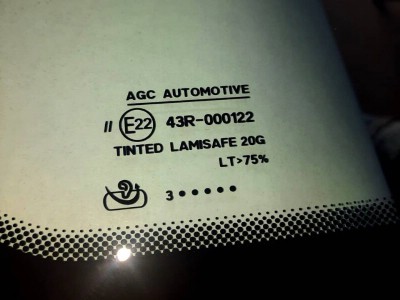 AGC AUTOMOTIVE
II E22 43R-000122
TINTED LAMISAFE 20G
LT>75%
3 •••••